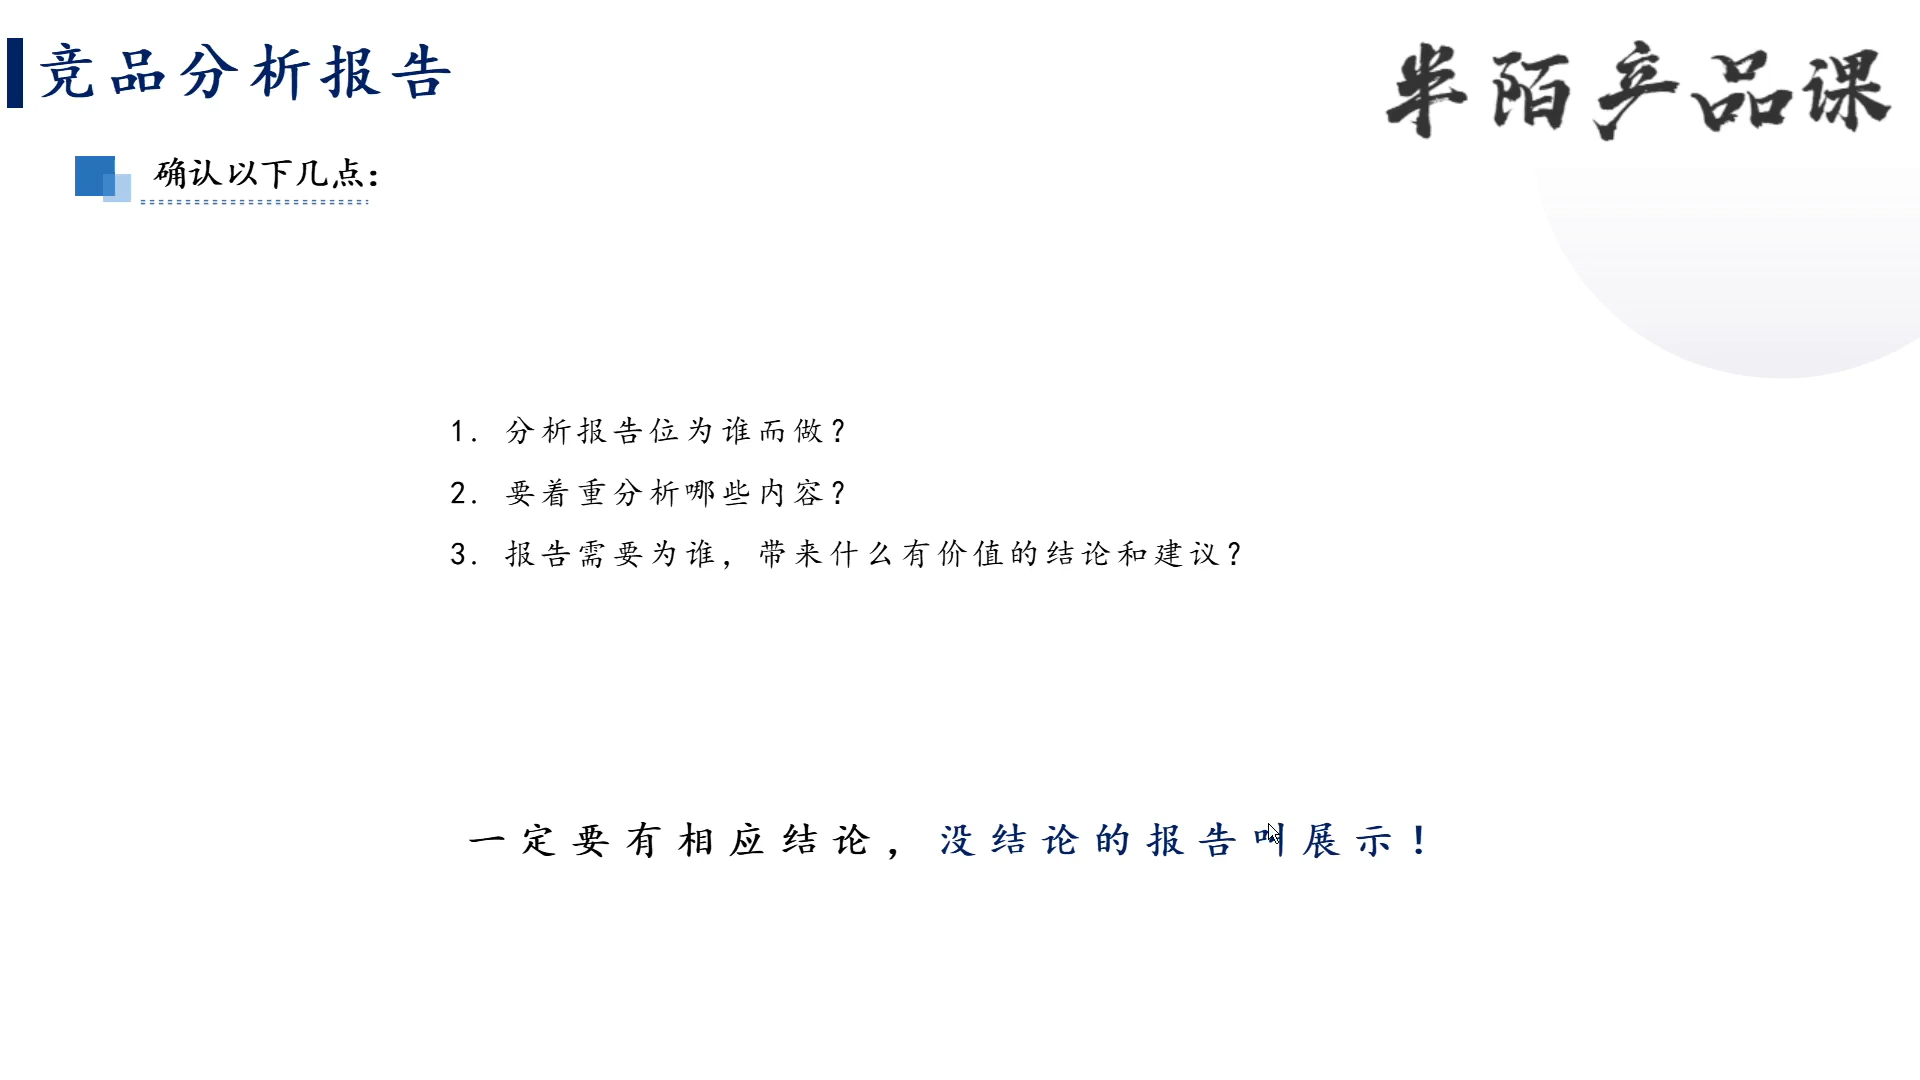 竞品分析报告
半陌产品课
确认以下几点：
1. 分析报告位为谁而做？
2. 要着重分析哪些内容？
3. 报告需要为谁，带来什么有价值的结论和建议？
一定要有相应结论，没结论的报告叫展示！